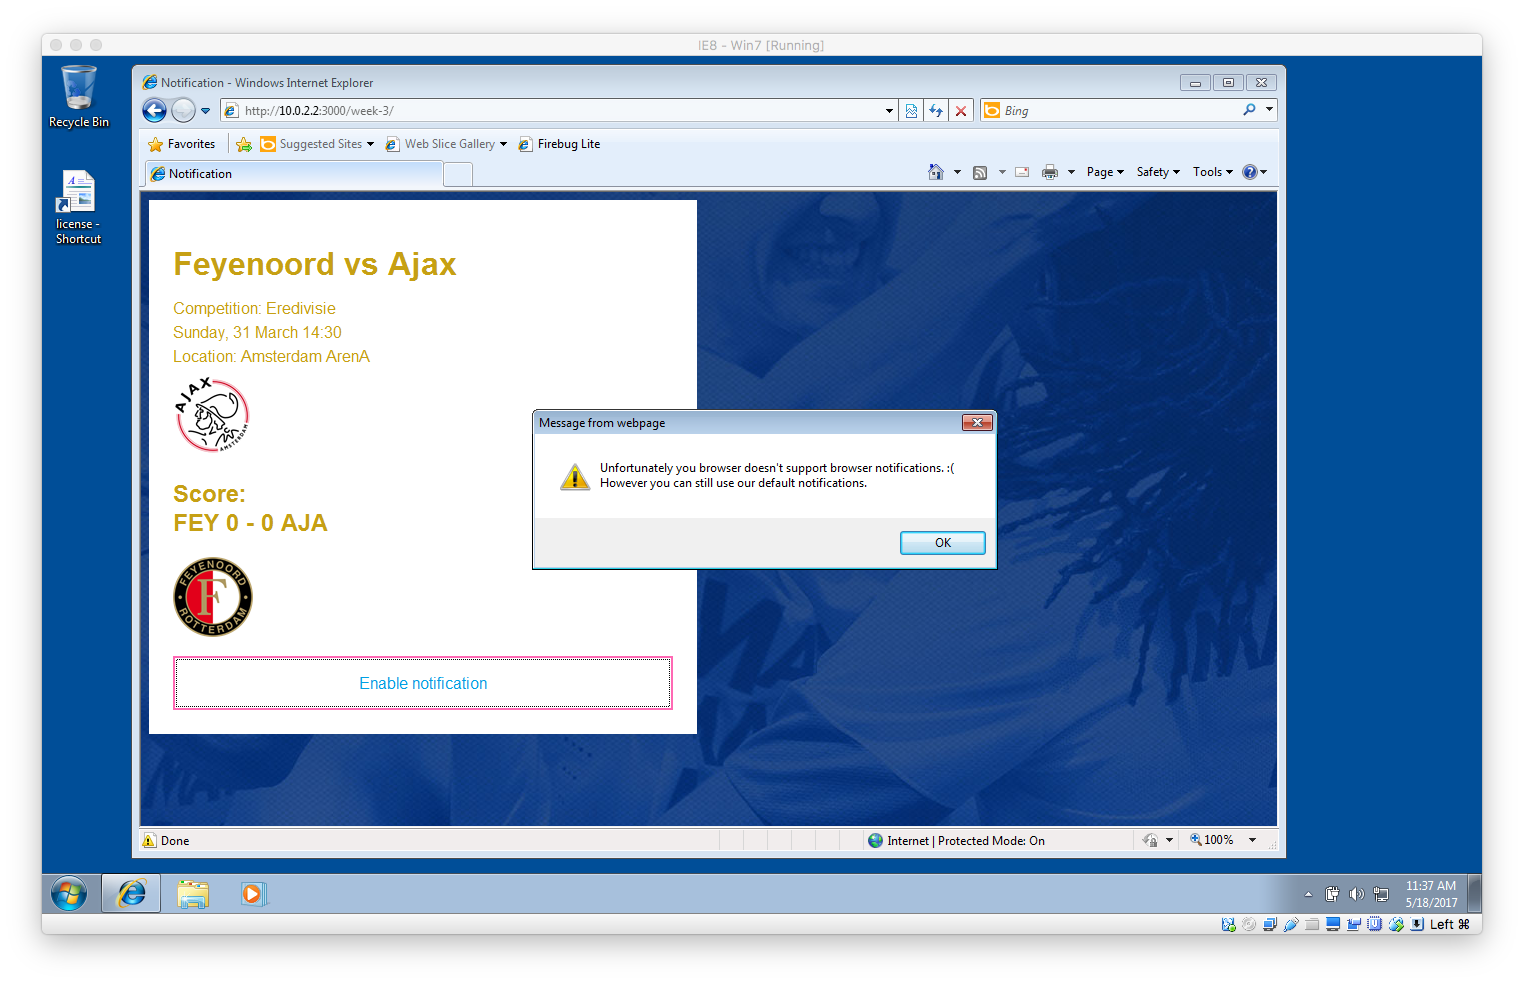 IE8 - Win7 [Running]
Recycle Bin
license -
Shortcut
Notification - Windows Internet Explorer
http://10.0.2.2:3000/week-3/
Bing
Favorites
Suggested Sites
Web Slice Gallery
Firebug Lite
Notification
Page
Safety
Tools
Feyenoord vs Ajax
Competition: Eredivisie
Sunday, 31 March 14:30
Location: Amsterdam ArenA
AJAX
AMSTERDAM
Score:
FEY 0 - 0 AJA
FEYENOORD
F
ROTTERDAM
Enable notification
Message from webpage
Unfortunately you browser doesn't support browser notifications. :(
However you can still use our default notifications.
OK
Done
Internet | Protected Mode: On
100%
11:37 AM
5/18/2017
Left ⌘